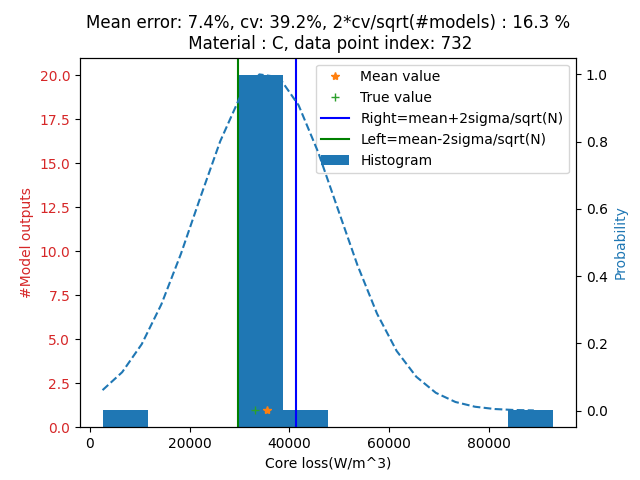 Mean error: 7.4%, cv: 39.2%, 2*cv/sqrt(#models) : 16.3 %
Material : C, data point index: 732
Mean value
True value
Right=mean+2sigma/sqrt(N)
Left=mean-2sigma/sqrt(N)
Histogram
#Model outputs
20.0
17.5
15.0
12.5
10.0
7.5
5.0
2.5
0.0
1.0
0.8
0.6
0.4
0.2
0.0
Probability
0 20000 40000 60000 80000
Core loss(W/m^3)